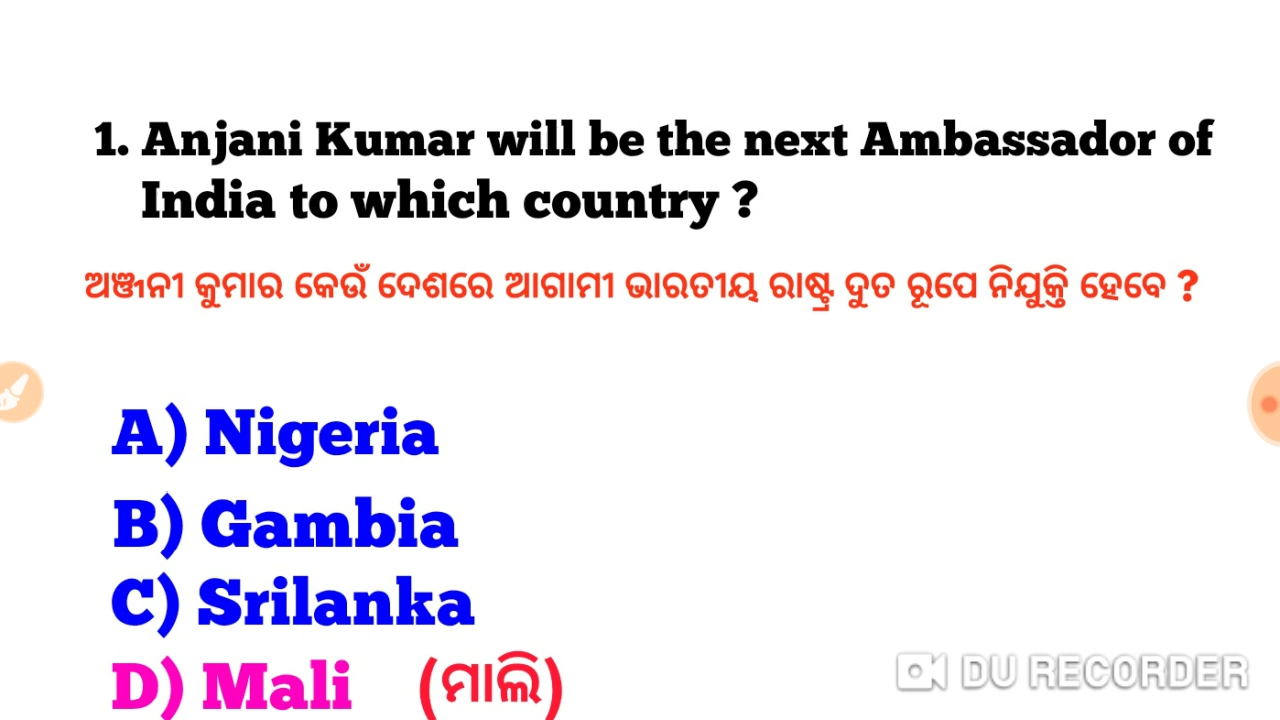 1. Anjani Kumar will be the next Ambassador of
India to which country ?
ଅଞ୍ଜନୀ କୁମାର କେଉଁ ଦେଶରେ ଆଗାମୀ ଭାରତୀୟ ରାଷ୍ଟ୍ର ଦୁତ ରୂପେ ନିଯୁକ୍ତି ହେବେ ?
A) Nigeria
B) Gambia
C) Srilanka
D) Mali (ମାଲି)
DU RECORDER